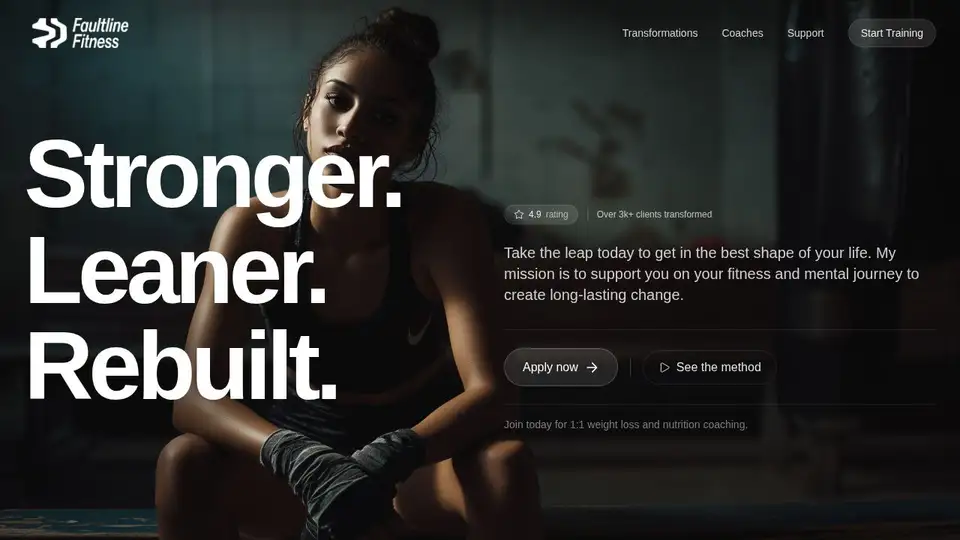 Faultline
Fitness
Transformations
Coaches
Support
Start Training
Stronger.
Leaner.
Rebuilt.
4.9 rating
Over 3k+ clients transformed
Take the leap today to get in the best shape of your life. My
mission is to support you on your fitness and mental journey to
create long-lasting change.
Apply now
See the method
Join today for 1:1 weight loss and nutrition coaching.